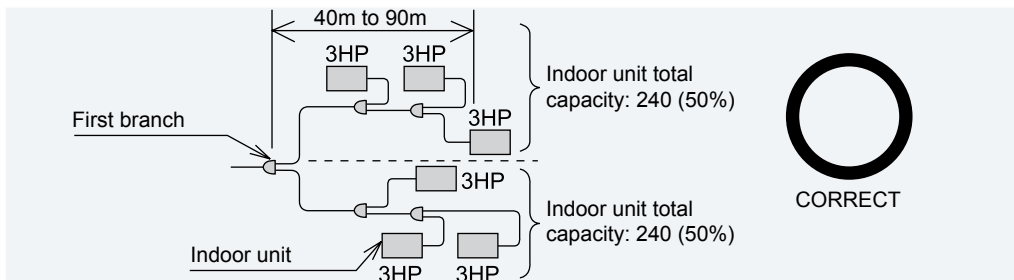 40m to 90m
3HP
3HP
Indoor unit total
capacity: 240 (50%)
3HP
First branch
3HP
CORRECT
Indoor unit total
capacity: 240 (50%)
Indoor unit
3HP
3HP